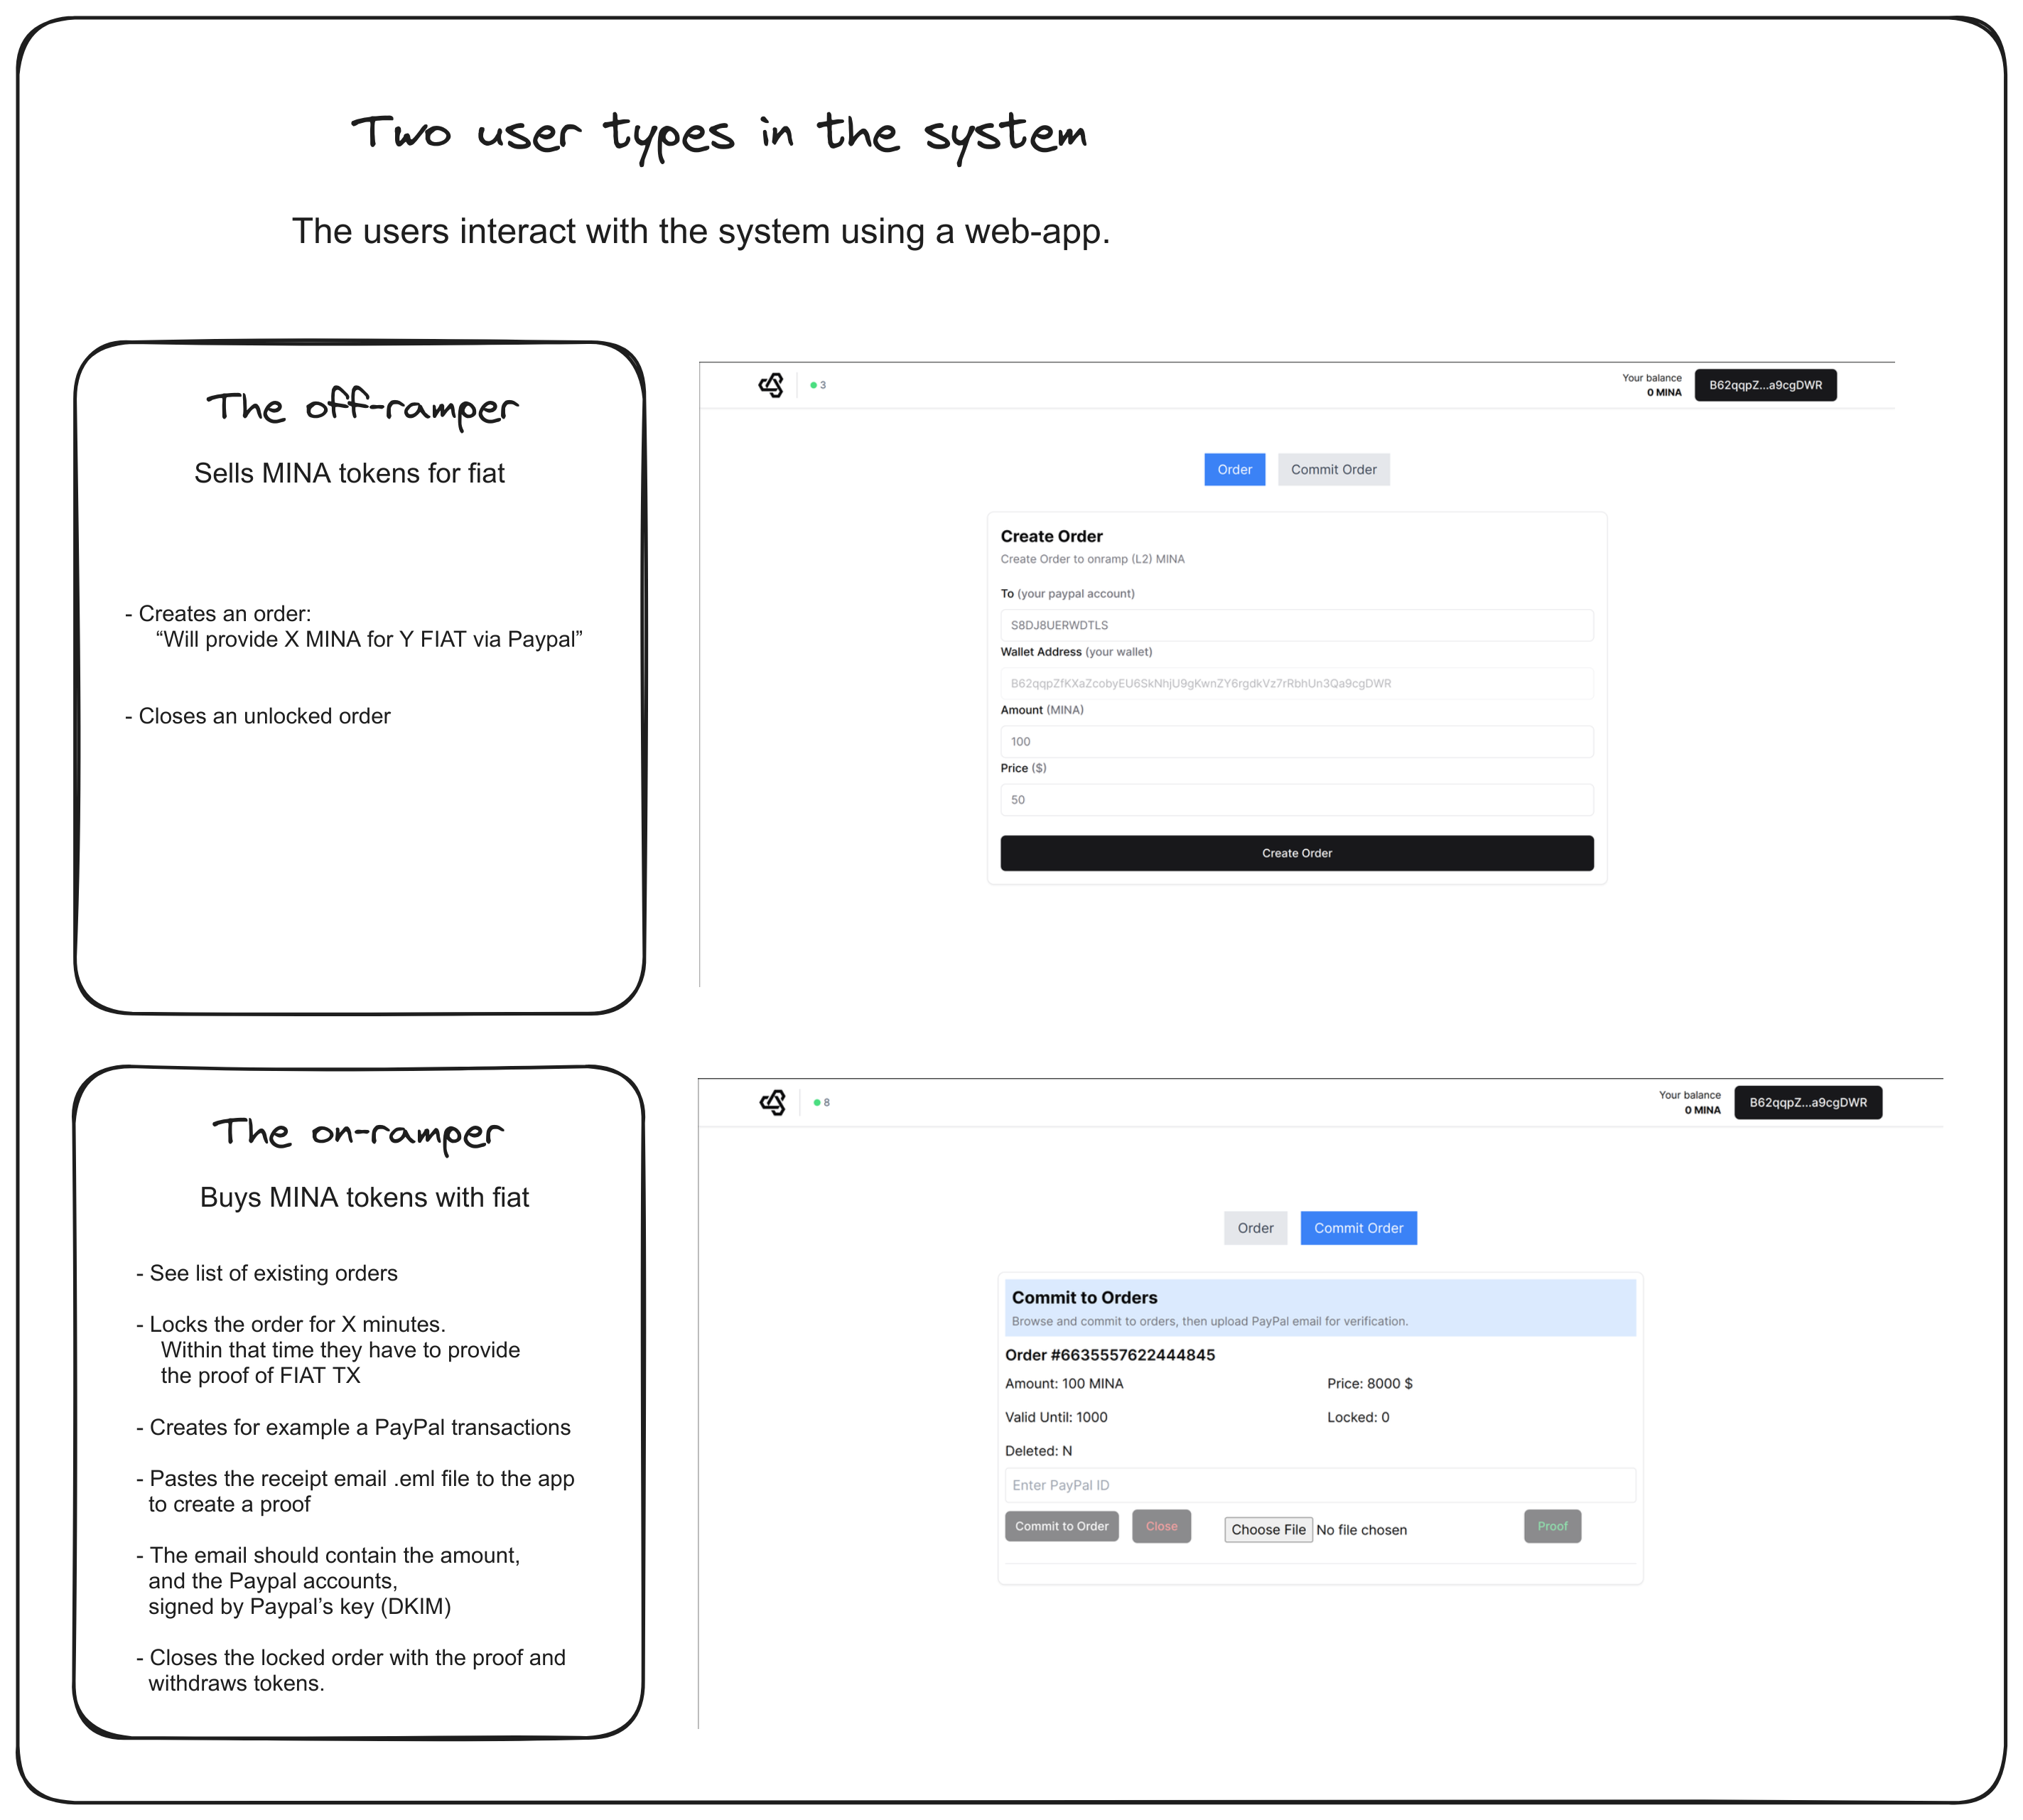 Two user types in the system
The users interact with the system using a web-app.
The off-ramper
Sells MINA tokens for fiat
- Creates an order:
“Will provide X MINA for Y FIAT via Paypal”
- Closes an unlocked order
3
Your balance
0 MINA
B62qqpZ...a9cgDWR
Order
Commit Order
Create Order
Create Order to onramp (L2) MINA
To (your paypal account)
S8DJ8UERWDTLS
Wallet Address (your wallet)
B62qqpZfKXaZcobyEU6SkNhjU9gKwnZY6rgdkVz7rRbhUn3Qa9cgDWR
Amount (MINA)
100
Price ($)
50
Create Order
The on-ramper
Buys MINA tokens with fiat
- See list of existing orders
- Locks the order for X minutes.
Within that time they have to provide
the proof of FIAT TX
- Creates for example a PayPal transactions
- Pastes the receipt email .eml file to the app
to create a proof
- The email should contain the amount,
and the Paypal accounts,
signed by Paypal’s key (DKIM)
- Closes the locked order with the proof and
withdraws tokens.
8
Your balance
0 MINA
B62qqpZ...a9cgDWR
Order
Commit Order
Commit to Orders
Browse and commit to orders, then upload PayPal email for verification.
Order #6635557622444845
Amount: 100 MINA
Price: 8000 $
Valid Until: 1000
Locked: 0
Deleted: N
Enter PayPal ID
Commit to Order
Close
Choose File No file chosen
Proof